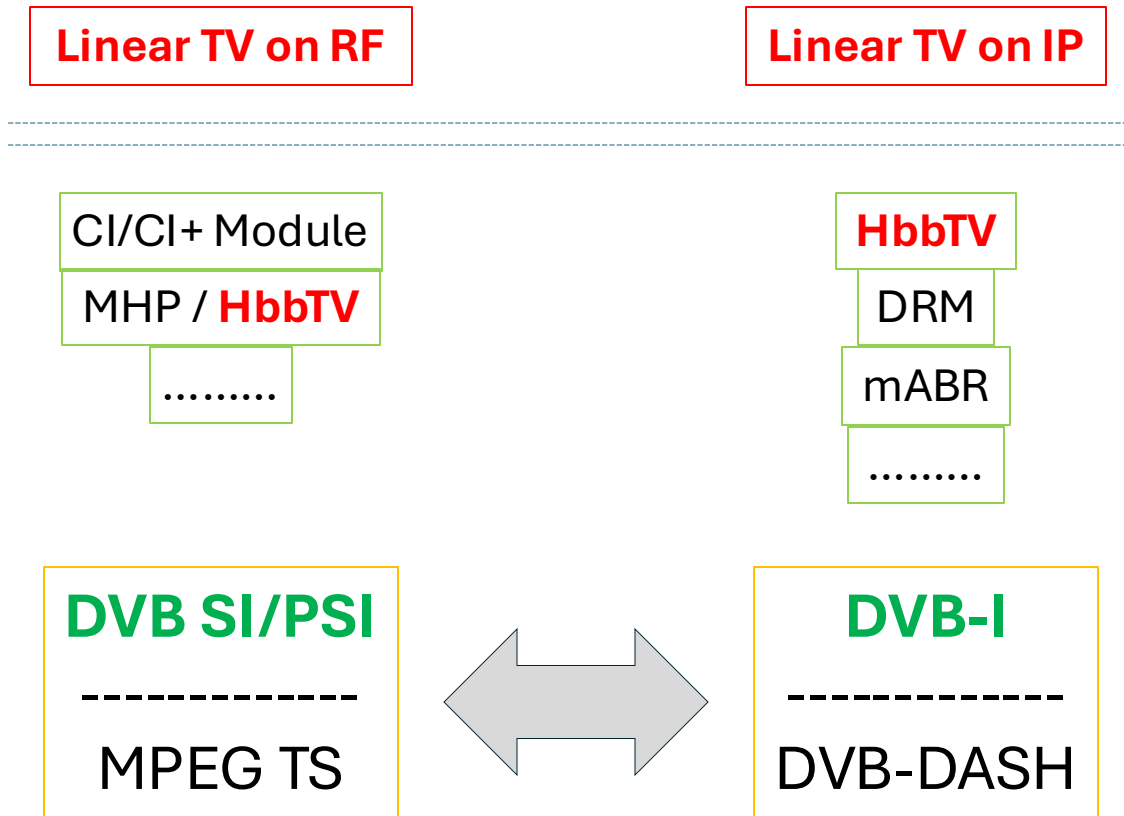 Linear TV on RF
Linear TV on IP
CI/CI+ Module
MHP / HbbTV
.........
HbbTV
DRM
mABR
.........
DVB SI/PSI
-------------
MPEG TS
DVB-I
-------------
DVB-DASH